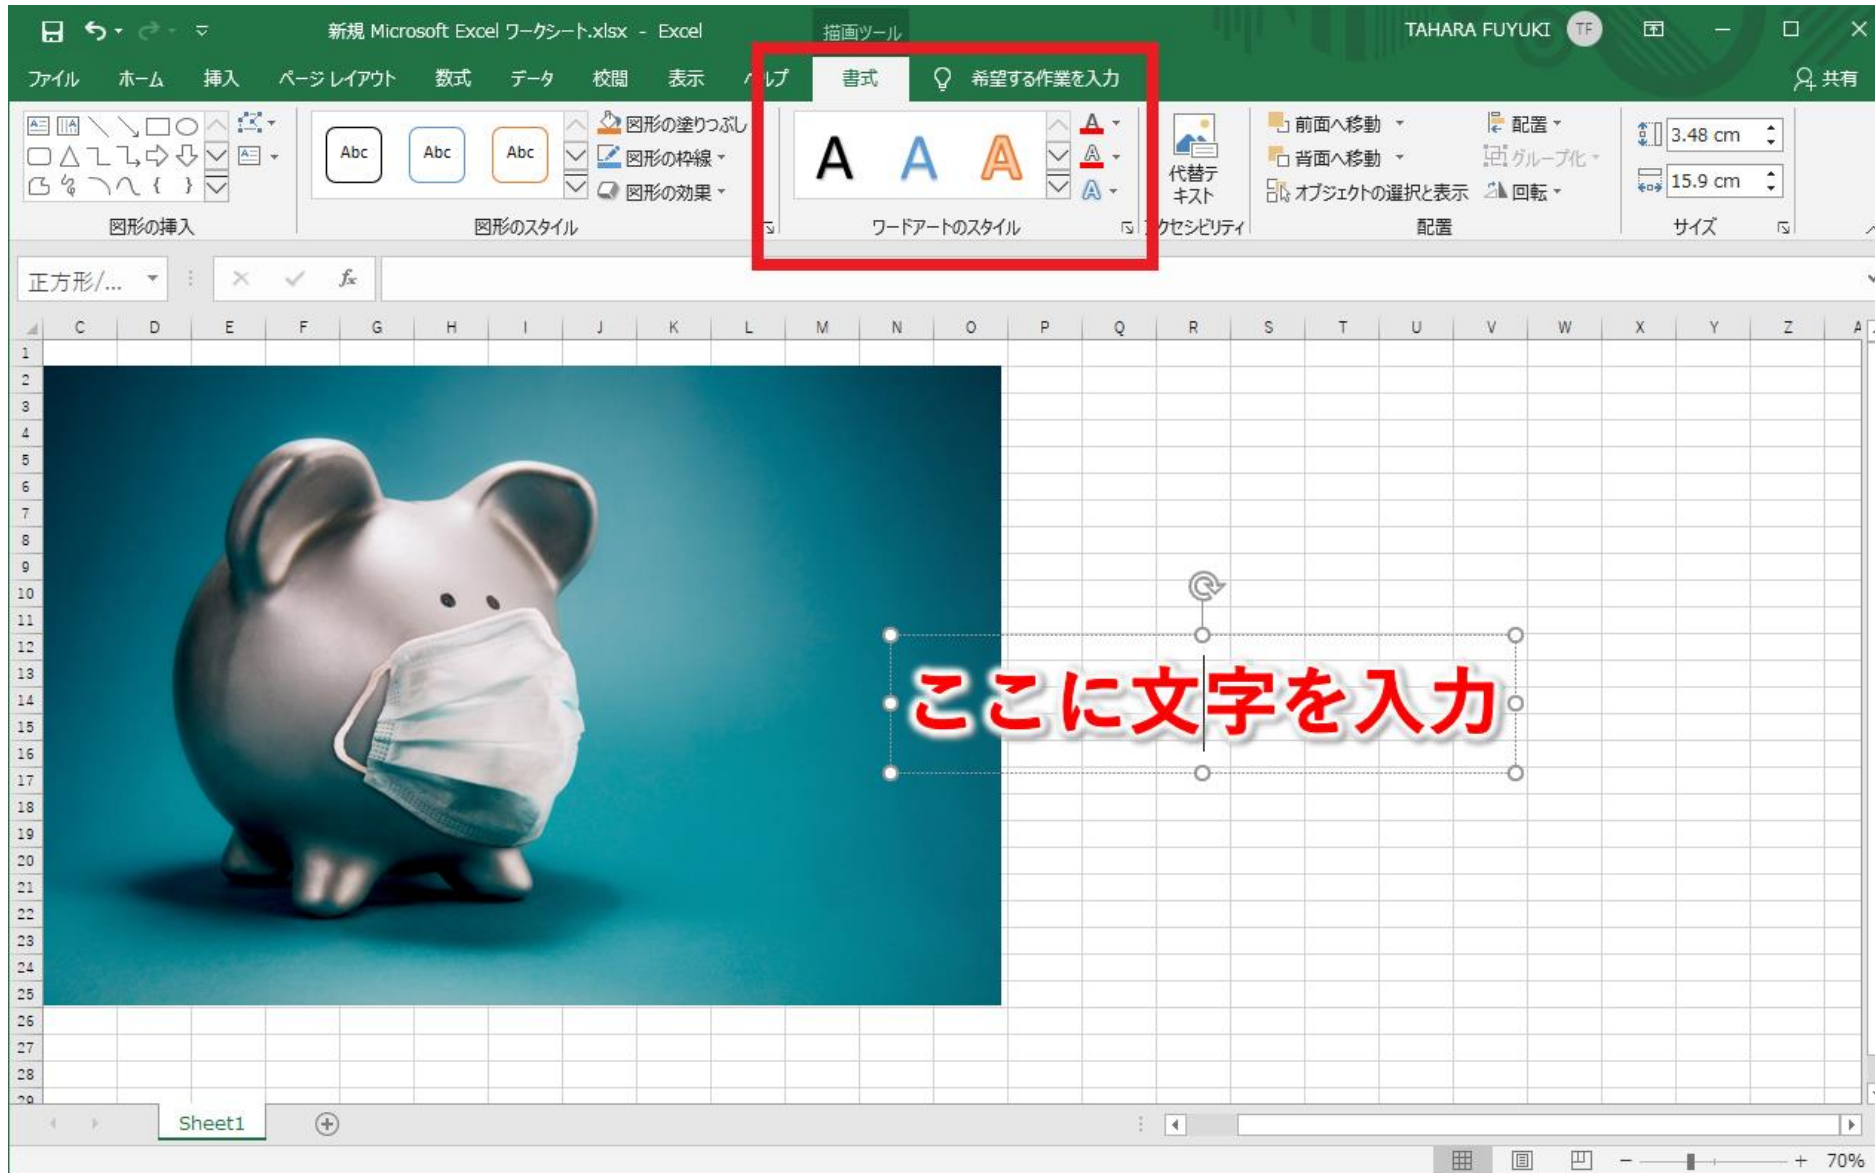 新規 Microsoft Excel ワークシート.xlsx - Excel
描画ツール
TAHARA FUYUKI TF
ファイル ホーム 挿入 ページ レイアウト 数式 データ 校閲 表示 ヘルプ 書式 希望する作業を入力 共有
Abc Abc Abc
図形の塗りつぶし
図形の枠線
図形の効果
A A A
A
A
A
代替テ
キスト
前面へ移動
背面へ移動
オブジェクトの選択と表示
配置
グループ化
回転
3.48 cm
15.9 cm
図形の挿入 図形のスタイル ワードアートのスタイル クセシビリティ 配置 サイズ
正方形/... fx
C D E F G H I J K L M N O P Q R S T U V W X Y Z A
1
2
3
4
5
6
7
8
9
10
11
12
13
14
15
16
17
18
19
20
21
22
23
24
25
26
27
28
29
ここに文字を入力
Sheet1
70%